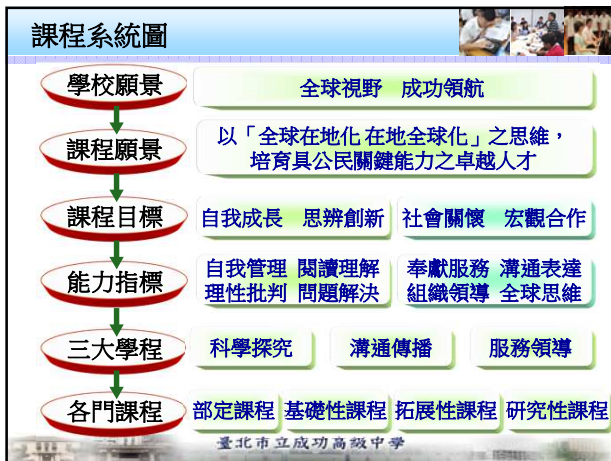 課程系統圖
學校願景
全球視野 成功領航
課程願景
以「全球在地化 在地全球化」之思維，
培育具公民關鍵能力之卓越人才
課程目標
自我成長 思辨創新
社會關懷 宏觀合作
能力指標
自我管理 閱讀理解
理性批判 問題解決
奉獻服務 溝通表達
組織領導 全球思維
三大學程
科學探究
溝通傳播
服務領導
各門課程
部定課程
基礎性課程
拓展性課程
研究性課程
臺北市立成功高級中學